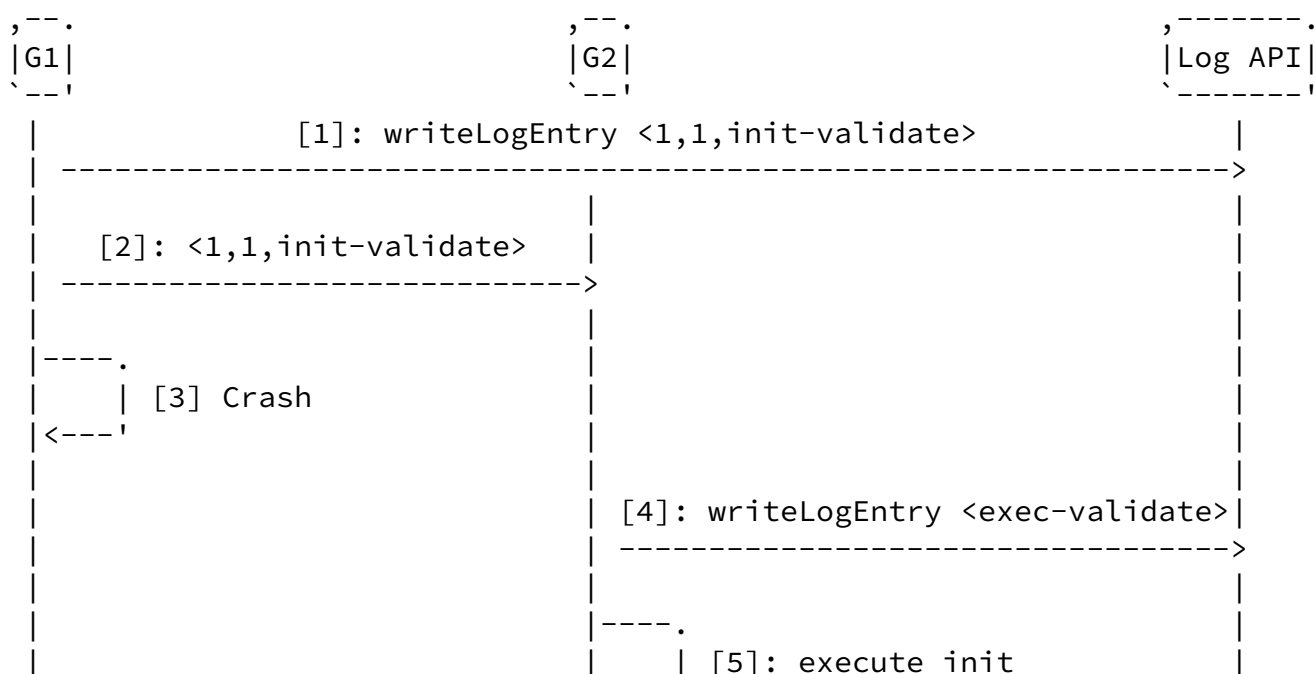 G1 G2 Log API
[1]: writeLogEntry <1,1,init-validate>
[2]: <1,1,init-validate>
[3] Crash
[4]: writeLogEntry <exec-validate>
[5]: execute init